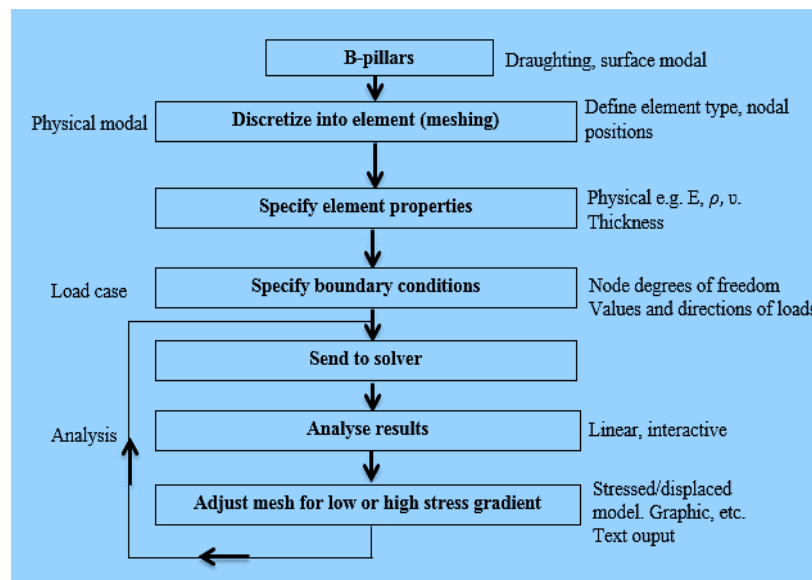 B-pillars
Draughting, surface modal
Physical modal
Discretize into element (meshing)
Define element type, nodal
positions
Specify element properties
Physical e.g. E, ρ, υ.
Thickness
Load case
Specify boundary conditions
Node degrees of freedom
Values and directions of loads
Send to solver
Analysis
Analyse results
Linear, interactive
Adjust mesh for low or high stress gradient
Stressed/displaced
model. Graphic, etc.
Text ouput